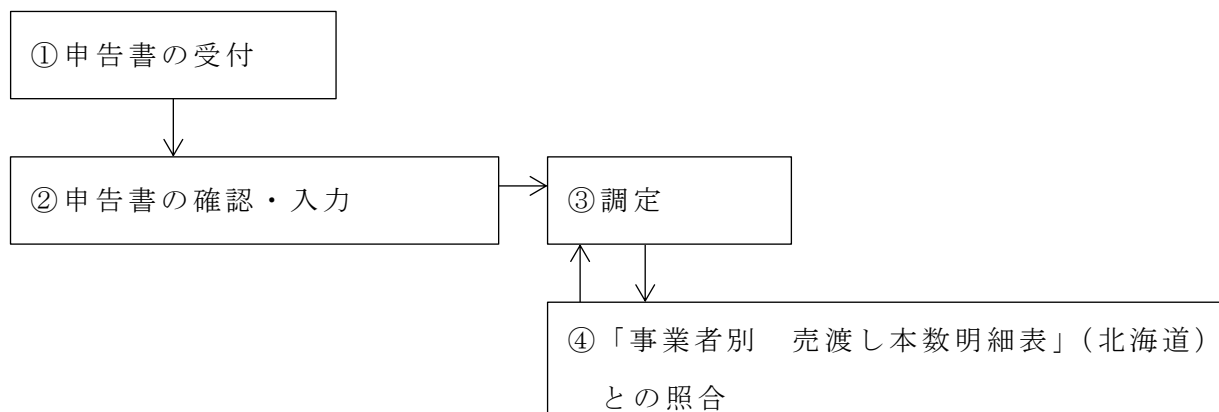 ①申告書の受付
②申告書の確認・入力
③調定
④「事業者別　売渡し本数明細表」（北海道）
との照合